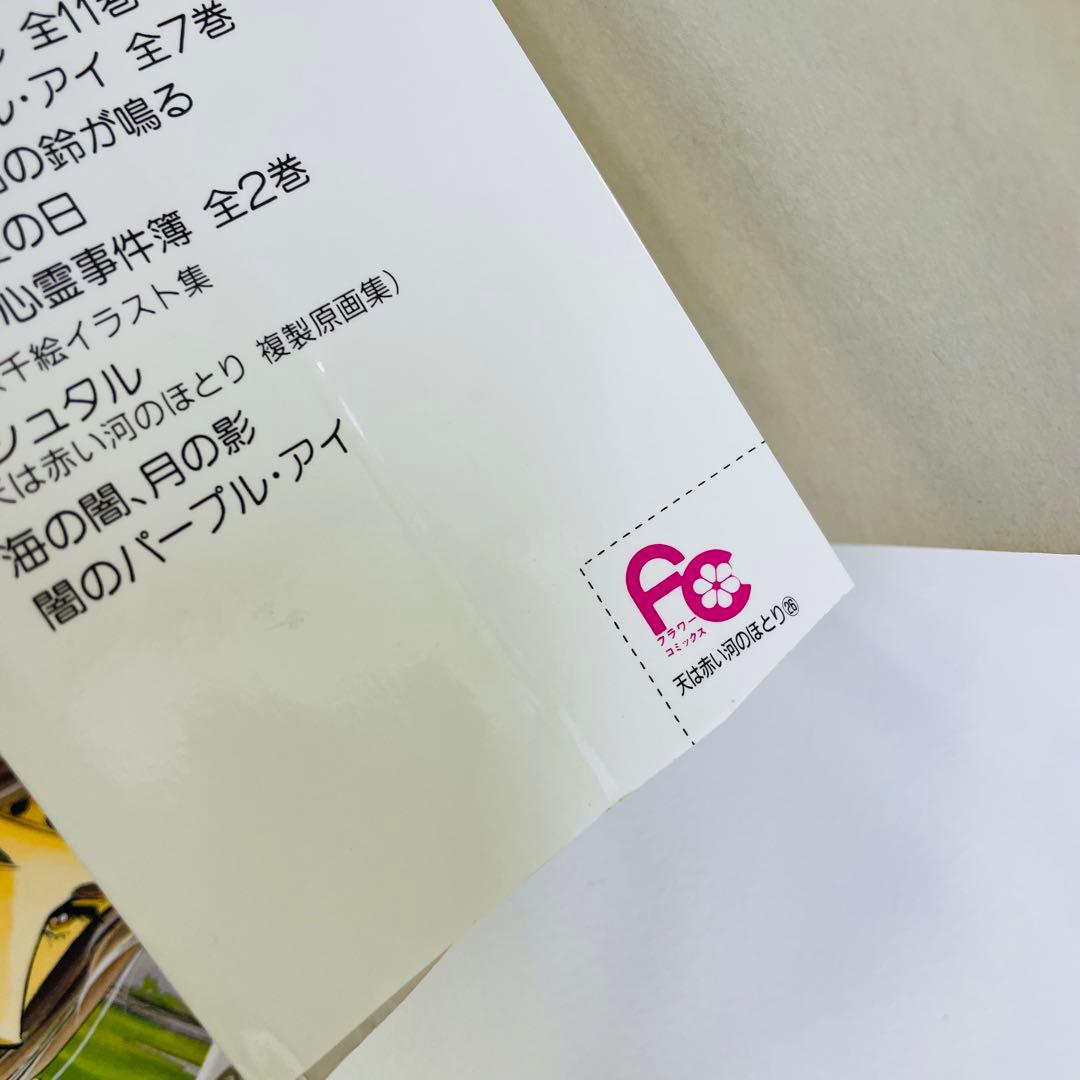 全11巻
ル・アイ 全7巻
の鈴が鳴る
の日
心霊事件簿 全2巻
千絵イラスト集
シュタル
天は赤い河のほとり 複製原画集)
海の闇、月の影
闇のパープル・アイ
FC
フラワー
コミックス
天は赤い河のほとり㉖